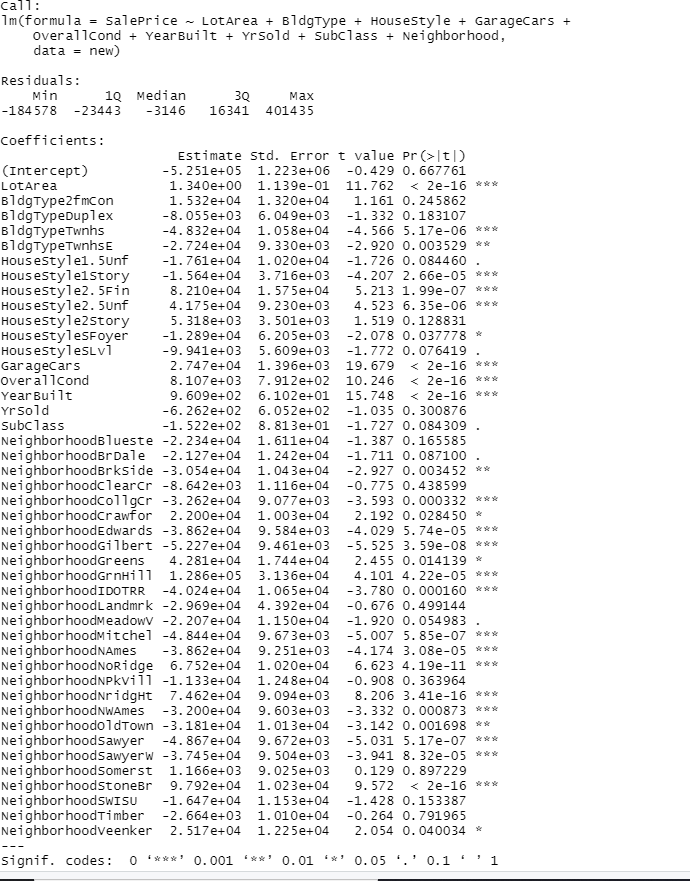 Call:
lm(formula = SalePrice ~ LotArea + BldgType + HouseStyle + GarageCars +
    OverallCond + YearBuilt + YrSold + SubClass + Neighborhood,
    data = new)

Residuals:
    Min      1Q  Median      3Q     Max
-184578  -23443   -3146   16341  401435

Coefficients:
                      Estimate Std. Error t value Pr(>|t|)
(Intercept)         -5.251e+05  1.223e+06  -0.429 0.667761
LotArea              1.340e+00  1.139e-01  11.762  < 2e-16 ***
BldgType2fmCon       1.532e+04  1.320e+04   1.161 0.245862
BldgTypeDuplex      -8.055e+03  6.049e+03  -1.332 0.183107
BldgTypeTwnhs       -4.832e+04  1.058e+04  -4.566 5.17e-06 ***
BldgTypeTwnhsE      -2.724e+04  9.330e+03  -2.920 0.003529 **
HouseStyle1.5Unf    -1.761e+04  1.020e+04  -1.726 0.084460 .
HouseStyle1Story    -1.564e+04  3.716e+03  -4.207 2.66e-05 ***
HouseStyle2.5Fin     8.210e+04  1.575e+04   5.213 1.99e-07 ***
HouseStyle2.5Unf     4.175e+04  9.230e+03   4.523 6.35e-06 ***
HouseStyle2Story     5.318e+03  3.501e+03   1.519 0.128831
HouseStyleSFoyer    -1.289e+04  6.205e+03  -2.078 0.037778 *
HouseStyleSLvl      -9.941e+03  5.609e+03  -1.772 0.076419 .
GarageCars           2.747e+04  1.396e+03  19.679  < 2e-16 ***
OverallCond          8.107e+03  7.912e+02  10.246  < 2e-16 ***
YearBuilt            9.609e+02  6.102e+01  15.748  < 2e-16 ***
YrSold              -6.262e+02  6.052e+02  -1.035 0.300876
SubClass            -1.522e+02  8.813e+01  -1.727 0.084309 .
NeighborhoodBlueste -2.234e+04  1.611e+04  -1.387 0.165585
NeighborhoodBrDale  -2.127e+04  1.242e+04  -1.711 0.087100 .
NeighborhoodBrkSide -3.054e+04  1.043e+04  -2.927 0.003452 **
NeighborhoodClearCr -8.642e+03  1.116e+04  -0.775 0.438599
NeighborhoodCollgCr -3.262e+04  9.077e+03  -3.593 0.000332 ***
NeighborhoodCrawfor  2.200e+04  1.003e+04   2.192 0.028450 *
NeighborhoodEdwards -3.862e+04  9.584e+03  -4.029 5.74e-05 ***
NeighborhoodGilbert -5.227e+04  9.461e+03  -5.525 3.59e-08 ***
NeighborhoodGreens   4.281e+04  1.744e+04   2.455 0.014139 *
NeighborhoodGrnHill  1.286e+05  3.136e+04   4.101 4.22e-05 ***
NeighborhoodIDOTRR  -4.024e+04  1.065e+04  -3.780 0.000160 ***
NeighborhoodLandmrk -2.969e+04  4.392e+04  -0.676 0.499144
NeighborhoodMeadowV -2.207e+04  1.150e+04  -1.920 0.054983 .
NeighborhoodMitchel -4.844e+04  9.673e+03  -5.007 5.85e-07 ***
NeighborhoodNAmes   -3.862e+04  9.251e+03  -4.174 3.08e-05 ***
NeighborhoodNoRidge  6.752e+04  1.020e+04   6.623 4.19e-11 ***
NeighborhoodNPkVill -1.133e+04  1.248e+04  -0.908 0.363964
NeighborhoodNridgHt  7.462e+04  9.094e+03   8.206 3.41e-16 ***
NeighborhoodNWAmes  -3.200e+04  9.603e+03  -3.332 0.000873 ***
NeighborhoodOldTown -3.181e+04  1.013e+04  -3.142 0.001698 **
NeighborhoodSawyer  -4.867e+04  9.672e+03  -5.031 5.17e-07 ***
NeighborhoodSawyerW -3.745e+04  9.504e+03  -3.941 8.32e-05 ***
NeighborhoodSomerst  1.166e+03  9.025e+03   0.129 0.897229
NeighborhoodStoneBr  9.792e+04  1.023e+04   9.572  < 2e-16 ***
NeighborhoodSWISU   -1.647e+04  1.153e+04  -1.428 0.153387
NeighborhoodTimber  -2.664e+03  1.010e+04  -0.264 0.791965
NeighborhoodVeenker  2.517e+04  1.225e+04   2.054 0.040034 *
---
Signif. codes:  0 ‘***’ 0.001 ‘**’ 0.01 ‘*’ 0.05 ‘.’ 0.1 ‘ ’ 1